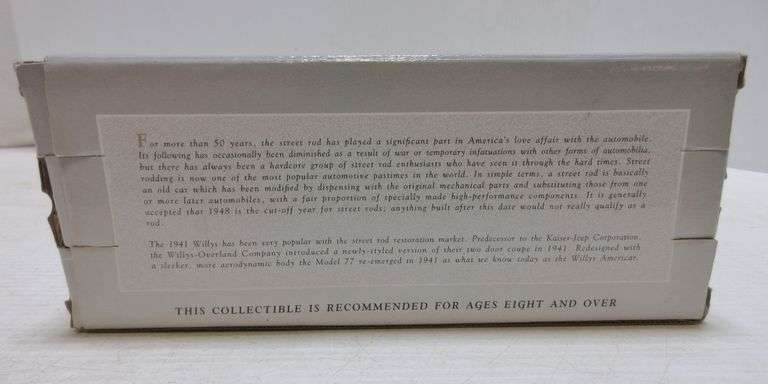 For more than 50 years, the street rod has played a significant part in America's love affair with the automobile.
Its following has occasionally been diminished as a result of war or temporary infatuations with other forms of automobilia,
but there has always been a hardcore group of street rod enthusiasts who have seen it through the hard times. Street
rodding is now one of the most popular automotive pastimes in the world. In simple terms, a street rod is basically
an old car which has been modified by dispensing with the original mechanical parts and substituting those from one
or more later automobiles, with a fair proportion of specially made high-performance components. It is generally
accepted that 1948 is the cut-off year for street rods; anything built after this date would not really qualify as a
rod.
The 1941 Willys has been very popular with the street rod restoration market. Predecessor to the Kaiser-Jeep Corporation,
the Willys-Overland Company introduced a newly-styled version of their two door coupe in 1941. Redesigned with
a sleeker, more aerodynamic body the Model 77 re-emerged in 1941 as what we know today as the Willys Americar.
THIS COLLECTIBLE IS RECOMMENDED FOR AGES EIGHT AND OVER